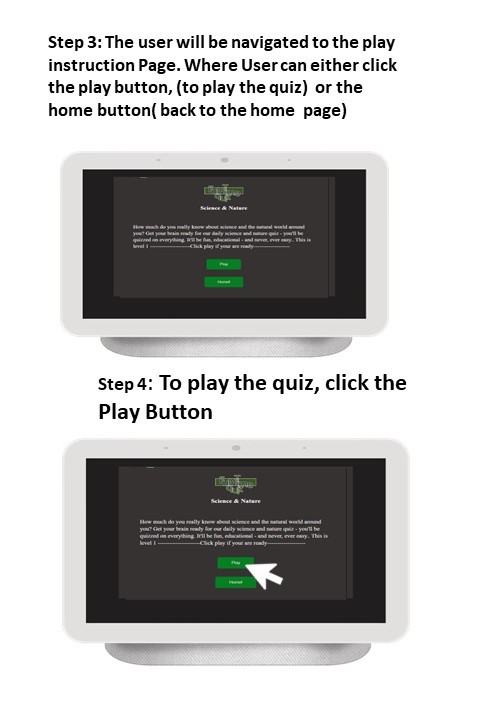 Step 3: The user will be navigated to the play
instruction Page. Where User can either click
the play button, (to play the quiz) or the
home button( back to the home page)
Science & Nature
How much do you really know about science and the natural world around
you? Get your brain ready for our daily science and nature quiz - you'll be
quizzed on everything. It'll be fun, educational - and never, ever easy.. This is
level 1 -------------------Click play if your are ready-----------------
Play
Home!
Step 4: To play the quiz, click the
Play Button
Science & Nature
How much do you really know about science and the natural world around
you? Get your brain ready for our daily science and nature quiz - you'll be
quizzed on everything. It'll be fun, educational - and never, ever easy.. This is
level 1 -------------------Click play if your are ready-----------------
Play
Home!